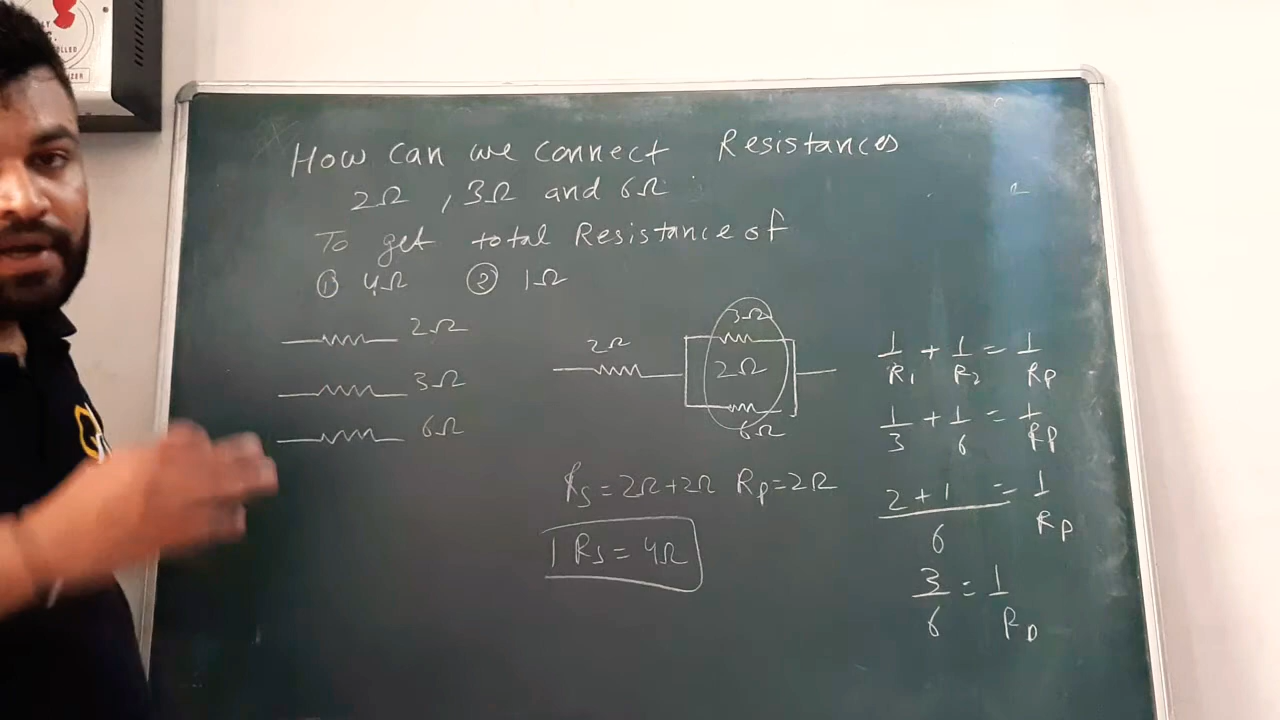 How can we connect Resistances
2Ω , 3Ω and 6Ω
To get total Resistance of
① 4Ω ② 1Ω
2Ω
3Ω
6Ω
2Ω
3Ω
2Ω
6Ω
Rs = 2Ω+2Ω Rp = 2Ω
1 Rs = 4Ω
1/R1 + 1/R2 = 1/RP
1/3 + 1/6 = 1/RP
2+1/6 = 1/RP
3/6 = 1/RP
OLLER